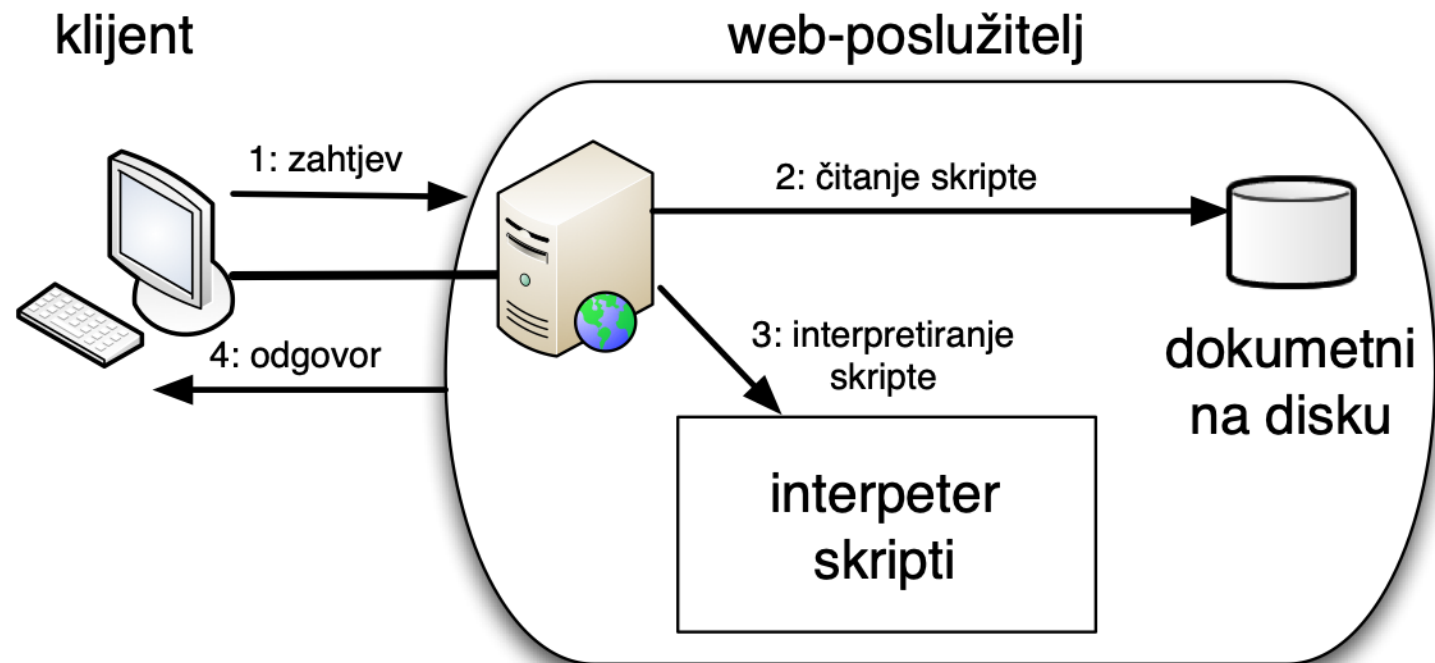 klijent
web-poslužitelj
1: zahtjev
2: čitanje skripte
3: interpretiranje
skripte
4: odgovor
dokumetni
na disku
interpeter
skripti